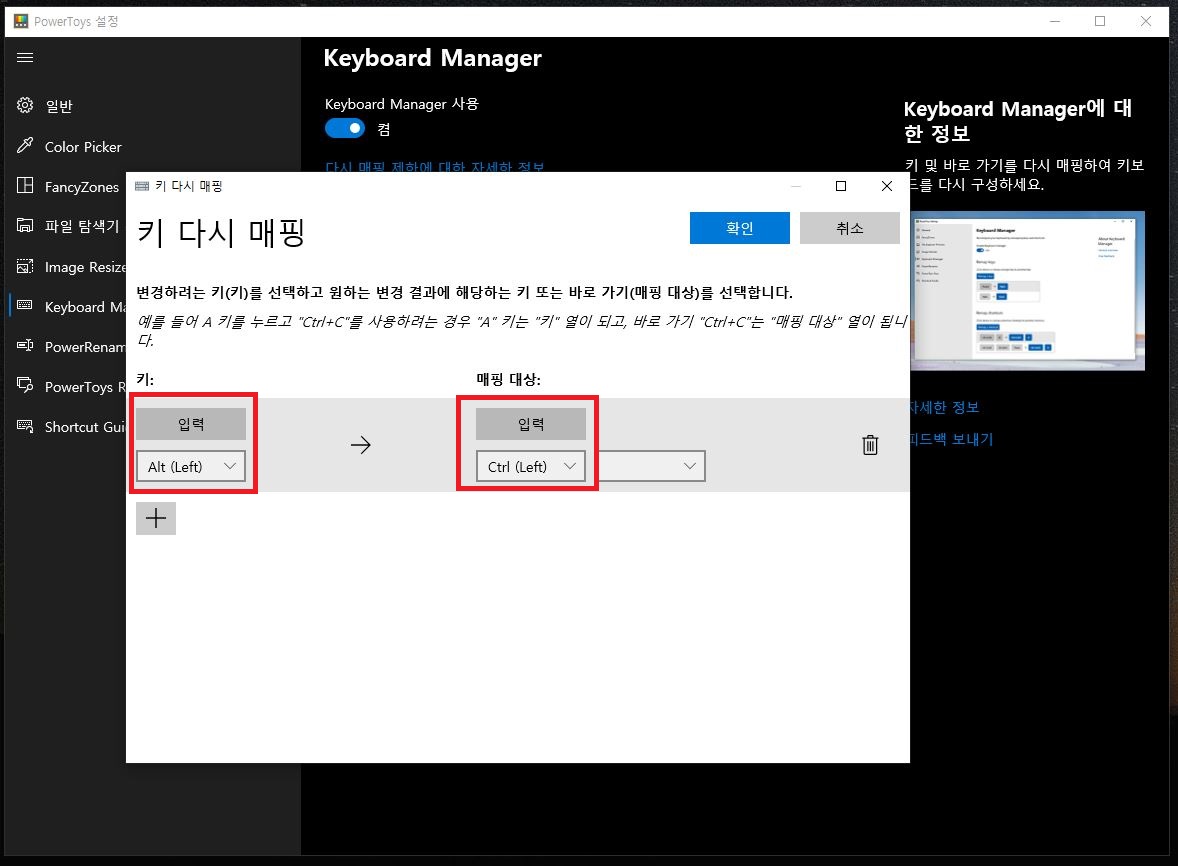 PowerToys 설정
일반
Color Picker
FancyZones
파일 탐색기
Image Resize
Keyboard Ma
PowerRenam
PowerToys R
Shortcut Gui
Keyboard Manager
Keyboard Manager 사용
켬
다시 매핑 제한에 대한 자세한 정보
Keyboard Manager에 대
한 정보
키 및 바로 가기를 다시 매핑하여 키보
드를 다시 구성하세요.
Keyboard Manager
자세한 정보
피드백 보내기
키 다시 매핑
키 다시 매핑
확인
취소
변경하려는 키(키)를 선택하고 원하는 변경 결과에 해당하는 키 또는 바로 가기(매핑 대상)를 선택합니다.
예를 들어 A 키를 누르고 "Ctrl+C"를 사용하려는 경우 "A" 키는 "키" 열이 되고, 바로 가기 "Ctrl+C"는 "매핑 대상" 열이 됩니
다.
키:
매핑 대상:
입력
입력
Alt (Left)
Ctrl (Left)